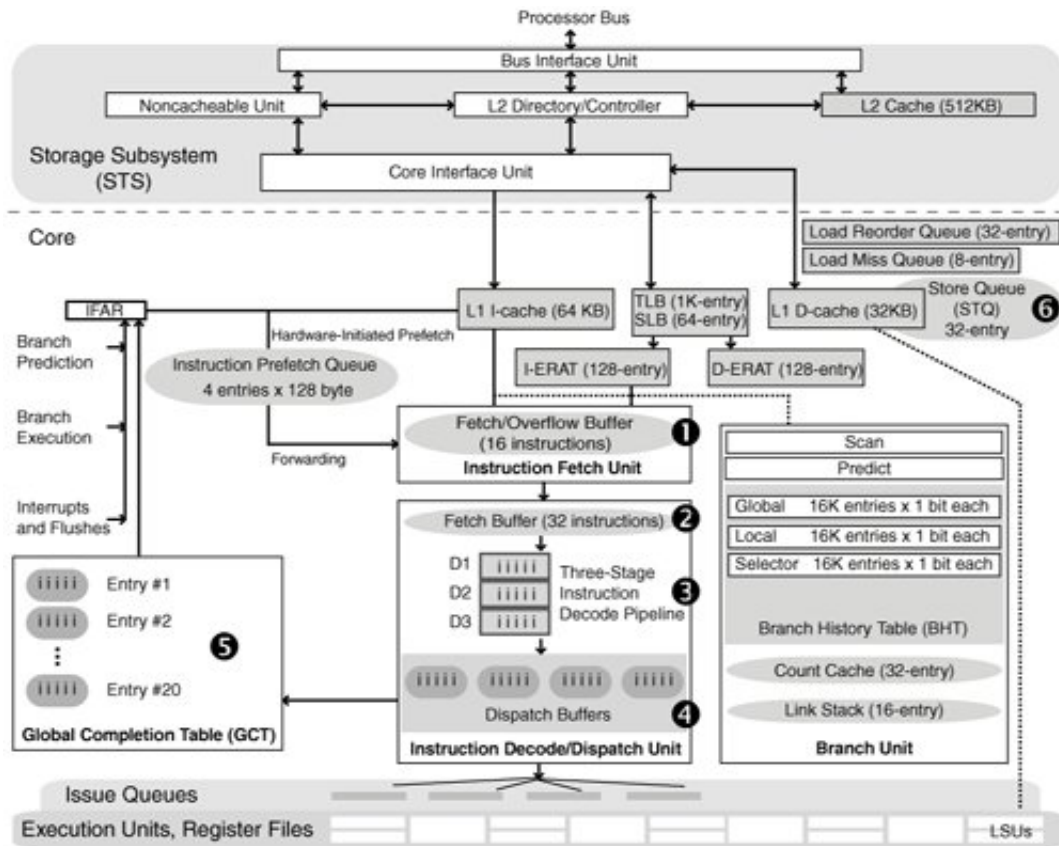 Processor Bus
Bus Interface Unit
Noncacheable Unit
L2 Directory/Controller
L2 Cache (512KB)
Storage Subsystem
(STS)
Core Interface Unit
Core
Load Reorder Queue (32-entry)
Load Miss Queue (8-entry)
IFAR
L1 I-cache (64 KB)
TLB (1K-entry)
SLB (64-entry)
L1 D-cache (32KB)
Store Queue
(STQ)
32-entry
6
Hardware-Initiated Prefetch
Branch
Prediction
Instruction Prefetch Queue
4 entries x 128 byte
I-ERAT (128-entry)
D-ERAT (128-entry)
Branch
Execution
Forwarding
Fetch/Overflow Buffer
(16 instructions)
1
Instruction Fetch Unit
Scan
Predict
Global 16K entries x 1 bit each
Local 16K entries x 1 bit each
Selector 16K entries x 1 bit each
Branch History Table (BHT)
Count Cache (32-entry)
Link Stack (16-entry)
Branch Unit
Interrupts
and Flushes
Fetch Buffer (32 instructions)
2
D1 i i i i i
D2 i i i i i
D3 i i i i i
Three-Stage
Instruction
Decode Pipeline
3
i i i i i i i i i i i i i i i i i i i i
Dispatch Buffers
4
Instruction Decode/Dispatch Unit
i i i i i Entry #1
i i i i i Entry #2
5
i i i i i Entry #20
Global Completion Table (GCT)
Issue Queues
Execution Units, Register Files
LSUs